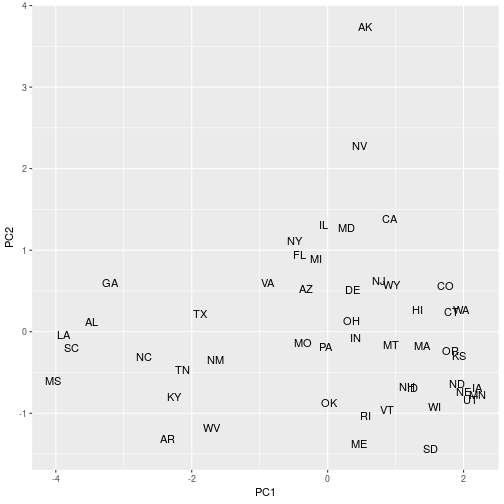 4
AK
3
NV
2
CA
IL
MD
NY
1
FL
MI
GA
VA
AZ
DE
NJ
WY
CO
TX
HI
CT
WA
AL
OH
0
LA
IN
SC
MO
PA
MT
MA
OR
KS
NC
NM
TN
MS
NH
ID
ND
NE
IA
MN
UT
KY
OK
WI
VT
-1
RI
WV
AR
ME
SD
-4
-2
0
2
PC1
PC2